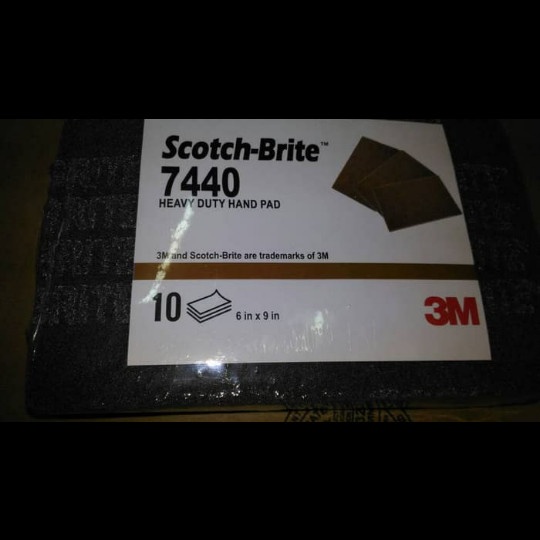 Scotch-Brite™
7440
HEAVY DUTY HAND PAD
3M and Scotch-Brite are trademarks of 3M
10
6 in x 9 in
3M